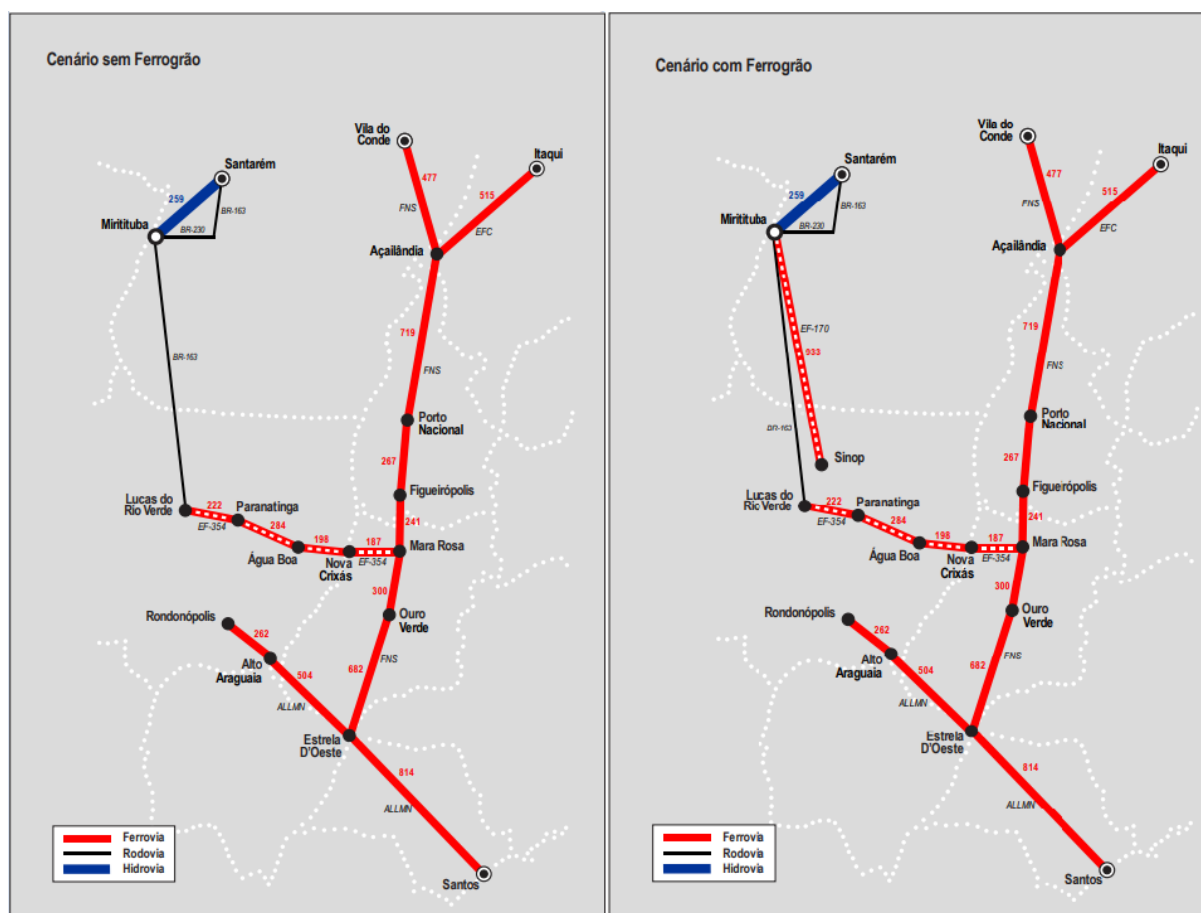 Cenário sem Ferrogrão
Vila do
Conde
Itaqui
Santarém
477
515
259
BR-163
FNS
Miritituba
BR-230
EFC
Açailândia
719
BR-163
FNS
Porto
Nacional
267
Lucas do
Rio Verde
Figueirópolis
222
Paranatinga
EF-354
284
241
198
187
Mara Rosa
Água Boa
Nova
Crixás
EF-354
300
Rondonópolis
Ouro
Verde
262
Alto
Araguaia
504
682
FNS
ALLMN
Estrela
D'Oeste
814
ALLMN
Ferrovia
Rodovia
Hidrovia
Santos
Cenário com Ferrogrão
Vila do
Conde
Itaqui
Santarém
477
515
259
BR-163
FNS
Miritituba
BR-230
EFC
Açailândia
EF-170
933
719
FNS
BR-163
Porto
Nacional
Sinop
267
Lucas do
Rio Verde
Figueirópolis
222
Paranatinga
EF-354
284
241
198
187
Mara Rosa
Água Boa
Nova
Crixás
EF-354
300
Rondonópolis
Ouro
Verde
262
Alto
Araguaia
504
682
FNS
ALLMN
Estrela
D'Oeste
814
ALLMN
Ferrovia
Rodovia
Hidrovia
Santos